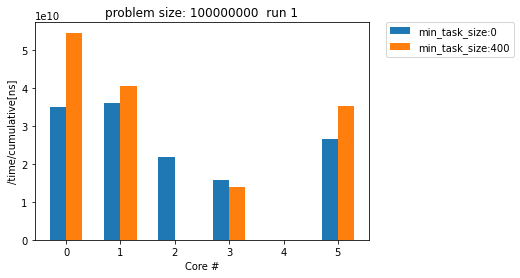 problem size: 100000000  run 1
1e10
5
4
3
2
1
0
/time/cumulative[ns]
0 1 2 3 4 5
Core #
min_task_size:0
min_task_size:400